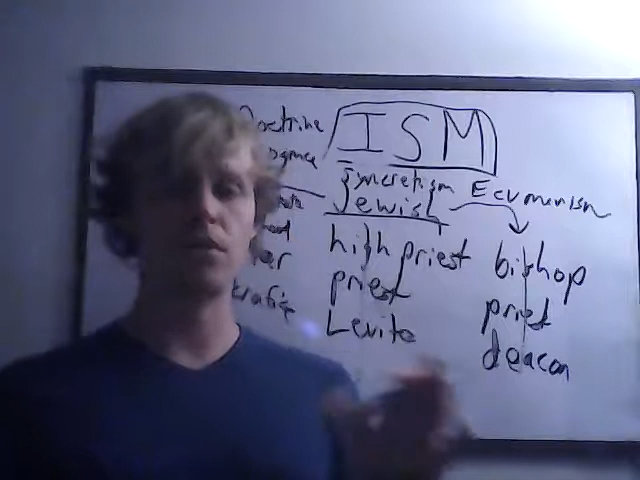 Doctrine
ISM
Syncretism
Ecumenism
Jewish
high priest
bishop
priest
priest
Levite
deacon